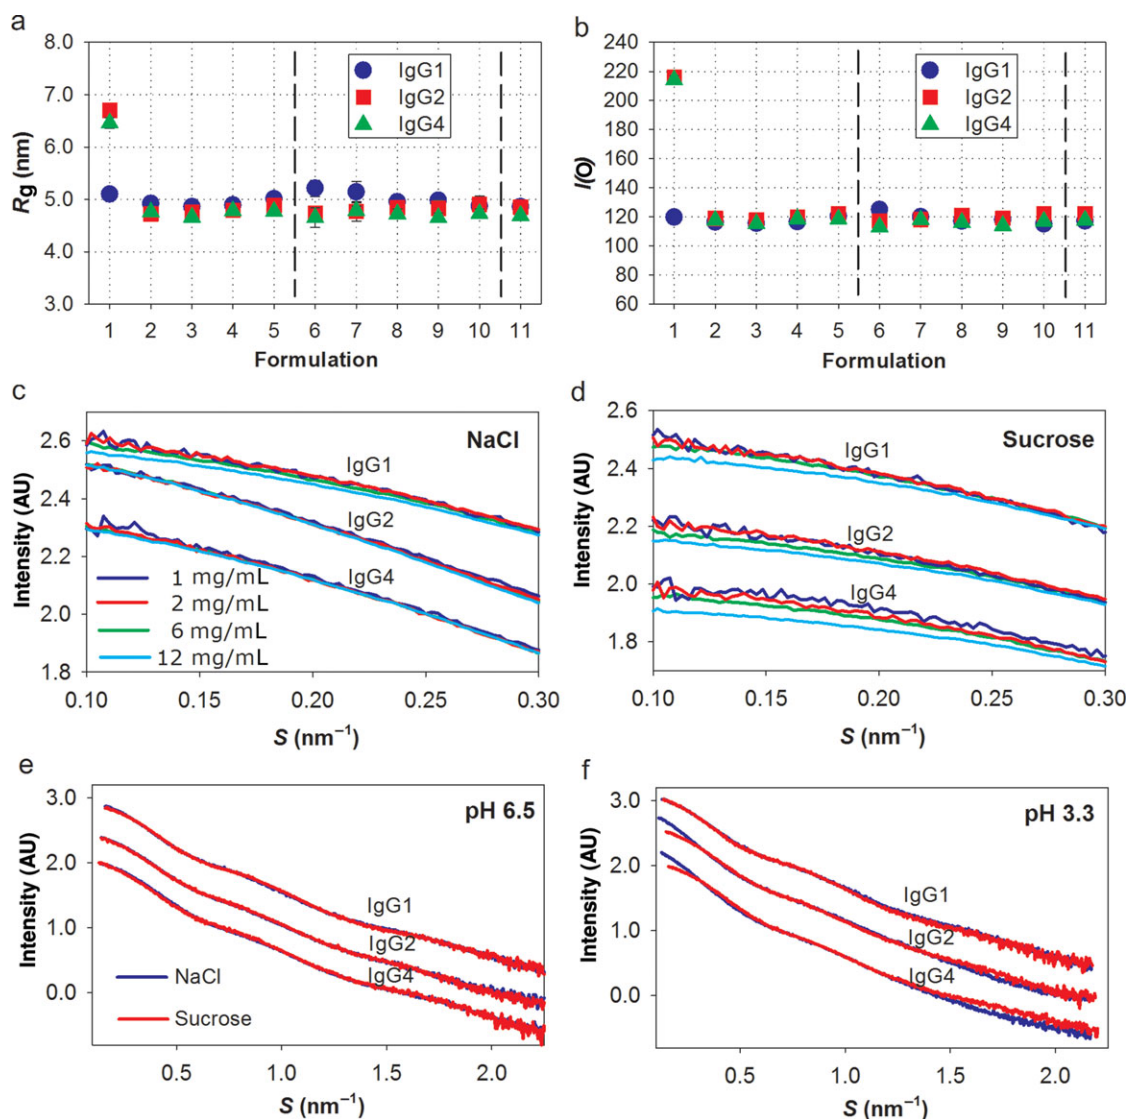 a
b
8.0
7.0
6.0
5.0
4.0
3.0
Rg (nm)
IgG1
IgG2
IgG4
1 2 3 4 5 6 7 8 9 10 11
Formulation
240
220
200
180
160
140
120
100
80
60
I(O)
IgG1
IgG2
IgG4
1 2 3 4 5 6 7 8 9 10 11
Formulation
c
d
2.6
2.4
2.2
2.0
1.8
Intensity (AU)
NaCl
IgG1
IgG2
IgG4
1 mg/mL
2 mg/mL
6 mg/mL
12 mg/mL
0.10 0.15 0.20 0.25 0.30
S (nm⁻¹)
2.6
2.4
2.2
2.0
1.8
Intensity (AU)
Sucrose
IgG1
IgG2
IgG4
0.10 0.15 0.20 0.25 0.30
S (nm⁻¹)
e
f
3.0
2.0
1.0
0.0
Intensity (AU)
pH 6.5
IgG1
IgG2
IgG4
NaCl
Sucrose
0.5 1.0 1.5 2.0
S (nm⁻¹)
3.0
2.0
1.0
0.0
Intensity (AU)
pH 3.3
IgG1
IgG2
IgG4
0.5 1.0 1.5 2.0
S (nm⁻¹)